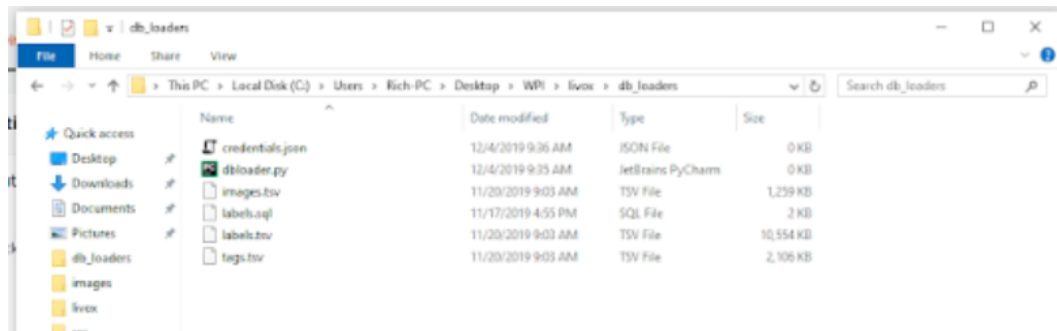 db_loaders
File Home Share View
This PC > Local Disk (C:) > Users > Rich-PC > Desktop > WPI > livox > db_loaders
Search db_loaders
Name Date modified Type Size
Quick access
Desktop
Downloads
Documents
Pictures
db_loaders
images
livox
credentials.json 12/4/2019 9:36 AM JSON File 0 KB
dbloader.py 12/4/2019 9:35 AM JetBrains PyCharm 0 KB
images.tsv 11/20/2019 9:03 AM TSV File 1,259 KB
labels.sql 11/17/2019 4:55 PM SQL File 2 KB
labels.tsv 11/20/2019 9:03 AM TSV File 10,554 KB
tags.tsv 11/20/2019 9:03 AM TSV File 2,106 KB